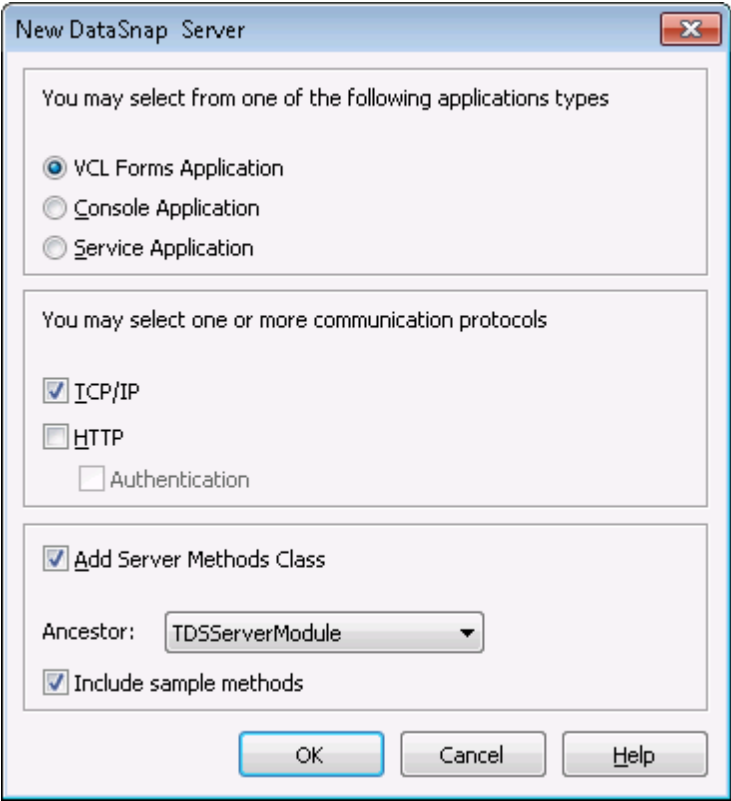 New DataSnap Server
You may select from one of the following applications types
VCL Forms Application
Console Application
Service Application
You may select one or more communication protocols
TCP/IP
HTTP
Authentication
Add Server Methods Class
Ancestor: TDSServerModule
Include sample methods
OK Cancel Help